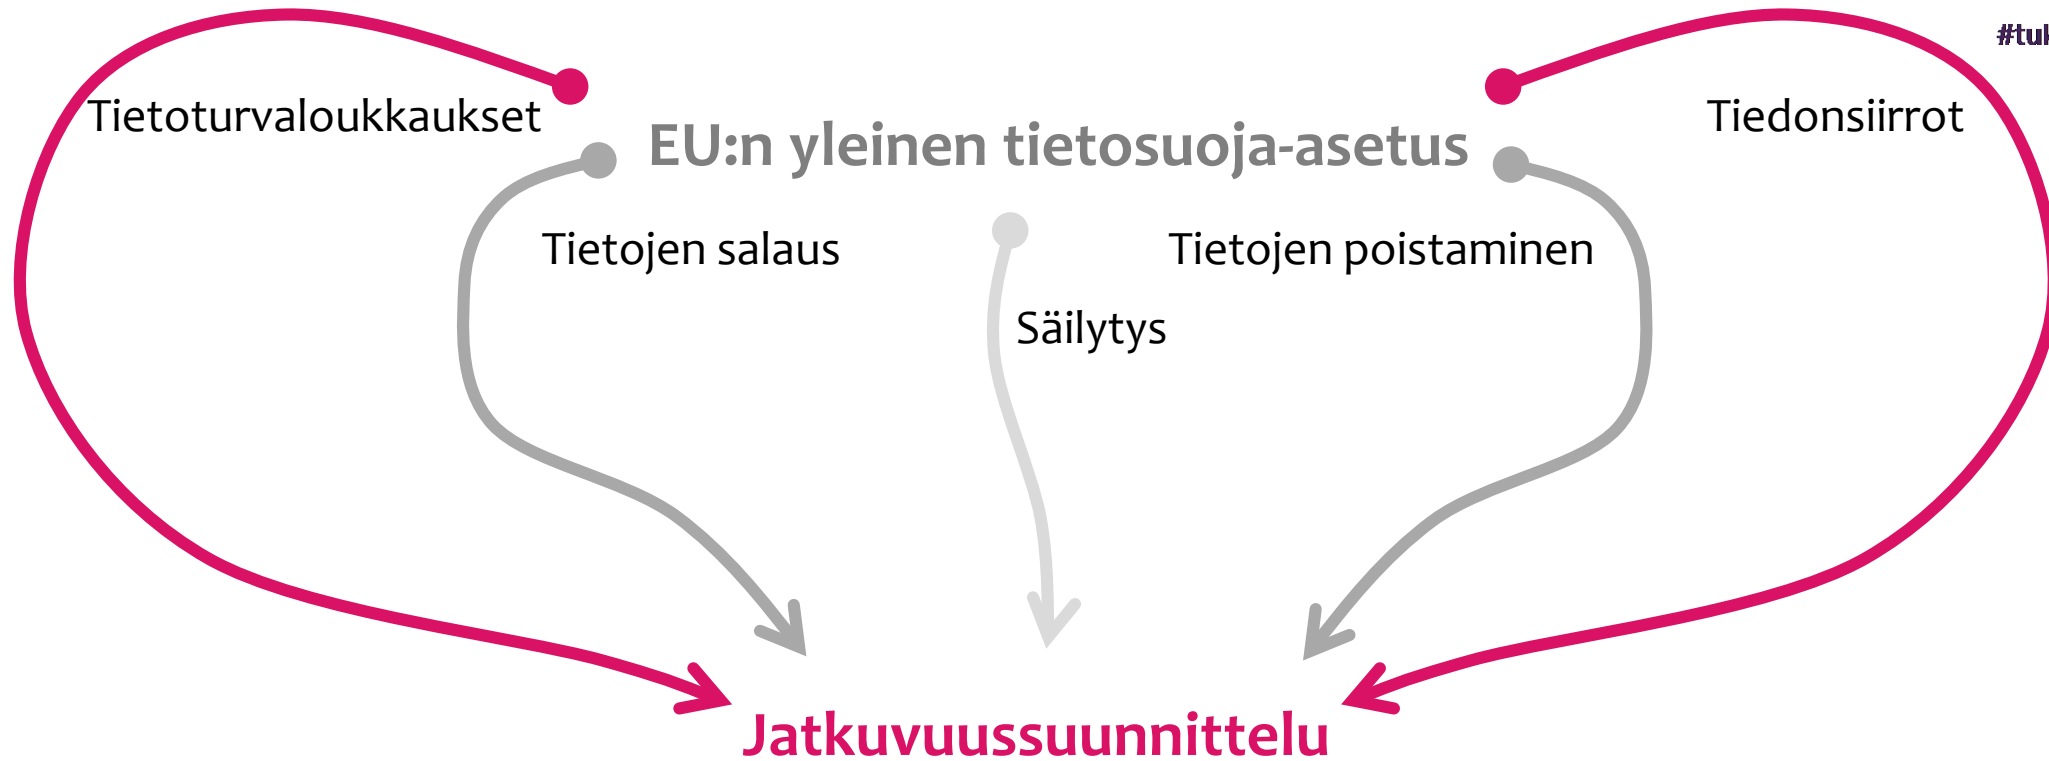 Tietoturvaloukkaukset
Tiedonsiirrot
EU:n yleinen tietosuoja-asetus
Tietojen salaus
Tietojen poistaminen
Säilytys
Jatkuvuussuunnittelu